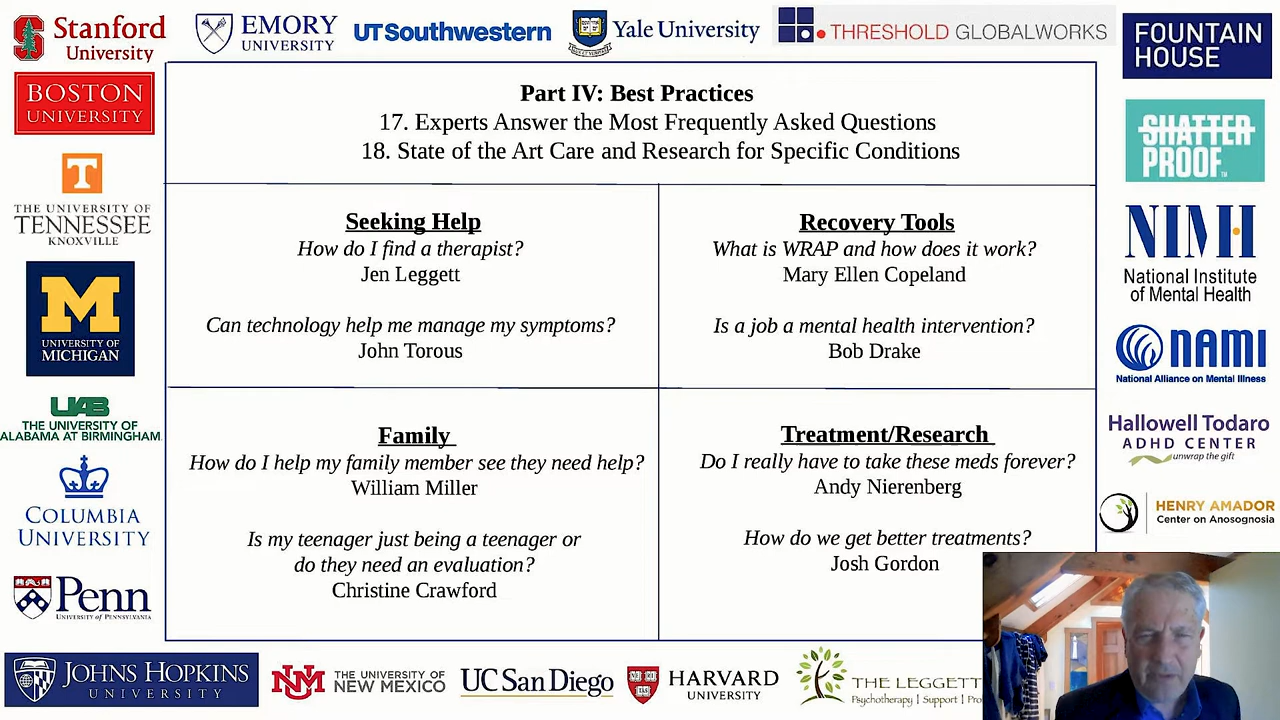 Stanford
University
EMORY
UNIVERSITY
UTSouthwestern
Yale University
THRESHOLD GLOBALWORKS
FOUNTAIN
HOUSE
BOSTON
UNIVERSITY
T
THE UNIVERSITY OF
TENNESSEE
KNOXVILLE
M
UNIVERSITY OF
MICHIGAN
UAB
THE UNIVERSITY OF
ALABAMA AT BIRMINGHAM
COLUMBIA
UNIVERSITY
Penn
UNIVERSITY OF PENNSYLVANIA
Part IV: Best Practices
17. Experts Answer the Most Frequently Asked Questions
18. State of the Art Care and Research for Specific Conditions
Seeking Help
How do I find a therapist?
Jen Leggett
Can technology help me manage my symptoms?
John Torous
Recovery Tools
What is WRAP and how does it work?
Mary Ellen Copeland
Is a job a mental health intervention?
Bob Drake
Family
How do I help my family member see they need help?
William Miller
Is my teenager just being a teenager or
do they need an evaluation?
Christine Crawford
Treatment/Research
Do I really have to take these meds forever?
Andy Nierenberg
How do we get better treatments?
Josh Gordon
SHATTER
PROOF
NIMH
National Institute
of Mental Health
NAMI
National Alliance on Mental Illness
Hallowell Todaro
ADHD CENTER
unwrap the gift
HENRY AMADOR
Center on Anosognosia
JOHNS HOPKINS
UNIVERSITY
NM
THE UNIVERSITY OF
NEW MEXICO
UC San Diego
HARVARD
UNIVERSITY
THE LEGGETT
Psychotherapy | Support | Pro